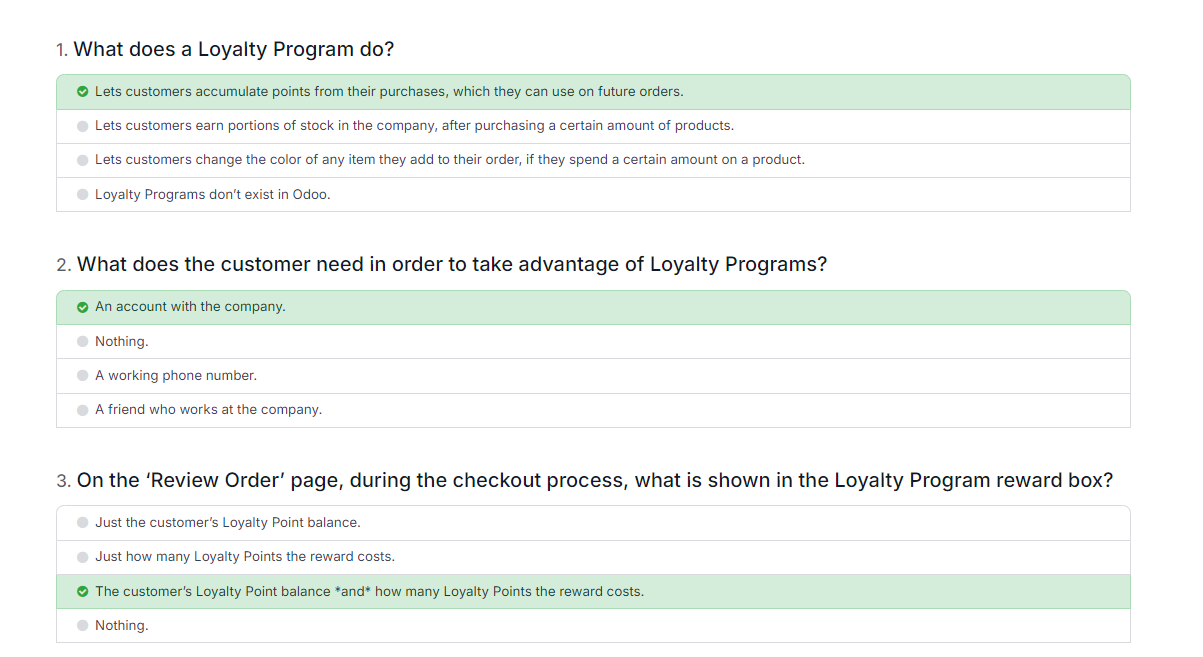 1. What does a Loyalty Program do?
Lets customers accumulate points from their purchases, which they can use on future orders.
Lets customers earn portions of stock in the company, after purchasing a certain amount of products.
Lets customers change the color of any item they add to their order, if they spend a certain amount on a product.
Loyalty Programs don’t exist in Odoo.
2. What does the customer need in order to take advantage of Loyalty Programs?
An account with the company.
Nothing.
A working phone number.
A friend who works at the company.
3. On the ‘Review Order’ page, during the checkout process, what is shown in the Loyalty Program reward box?
Just the customer’s Loyalty Point balance.
Just how many Loyalty Points the reward costs.
The customer’s Loyalty Point balance *and* how many Loyalty Points the reward costs.
Nothing.